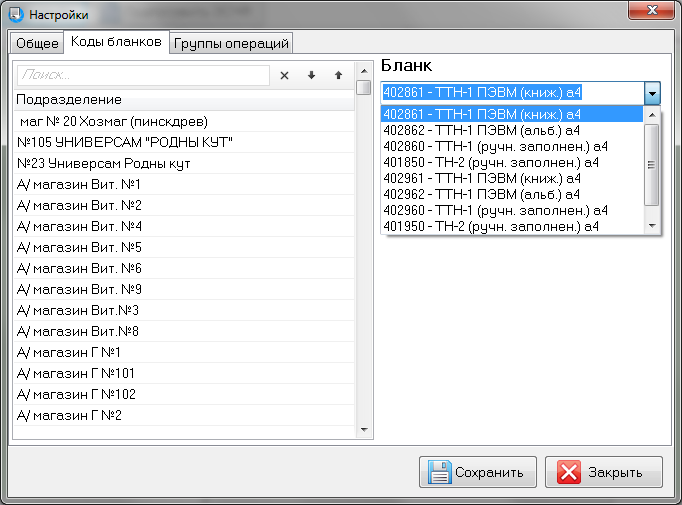 Настройки
Общее
Коды бланков
Группы операций
Поиск...
Подразделение
маг № 20 Хозмаг (пинскдрев)
№105 УНИВЕРСАМ "РОДНЫ КУТ"
№23 Универсам Родны кут
А/ магазин Вит. №1
А/ магазин Вит. №2
А/ магазин Вит. №4
А/ магазин Вит. №5
А/ магазин Вит. №6
А/ магазин Вит. №9
А/ магазин Вит.№3
А/ магазин Вит.№8
А/ магазин Г №1
А/ магазин Г №101
А/ магазин Г №102
А/ магазин Г №2
Бланк
402861 - ТТН-1 ПЭВМ (книж.) а4
402861 - ТТН-1 ПЭВМ (книж.) а4
402862 - ТТН-1 ПЭВМ (альб.) а4
402860 - ТТН-1 (ручн. заполнен.) а4
401850 - ТН-2 (ручн. заполнен.) а4
402961 - ТТН-1 ПЭВМ (книж.) а4
402962 - ТТН-1 ПЭВМ (альб.) а4
402960 - ТТН-1 (ручн. заполнен.) а4
401950 - ТН-2 (ручн. заполнен.) а4
Сохранить
Закрыть